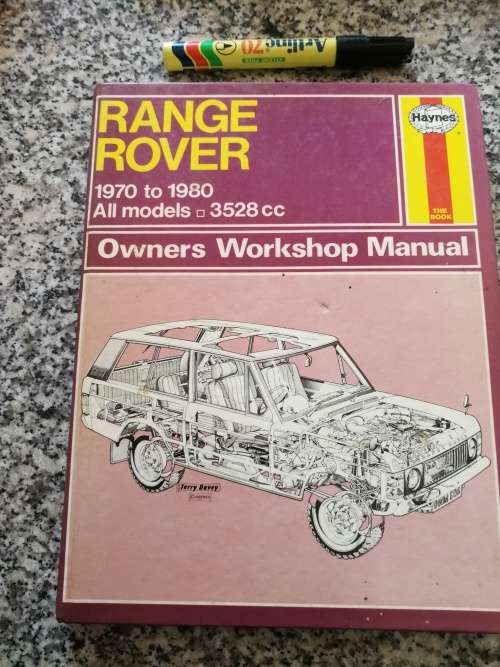 Artline 70
RANGE
ROVER
1970 to 1980
All models □ 3528 cc
Haynes
THE
BOOK
Owners Workshop Manual
Terry Davey